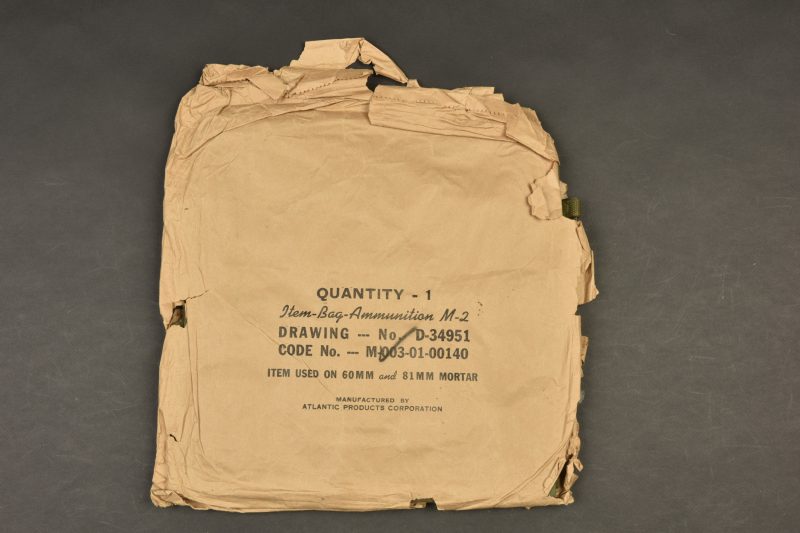 QUANTITY - 1
Item-Bag-Ammunition M-2
DRAWING --- No. D-34951
CODE No. --- M-003-01-00140
ITEM USED ON 60MM and 81MM MORTAR
MANUFACTURED BY
ATLANTIC PRODUCTS CORPORATION